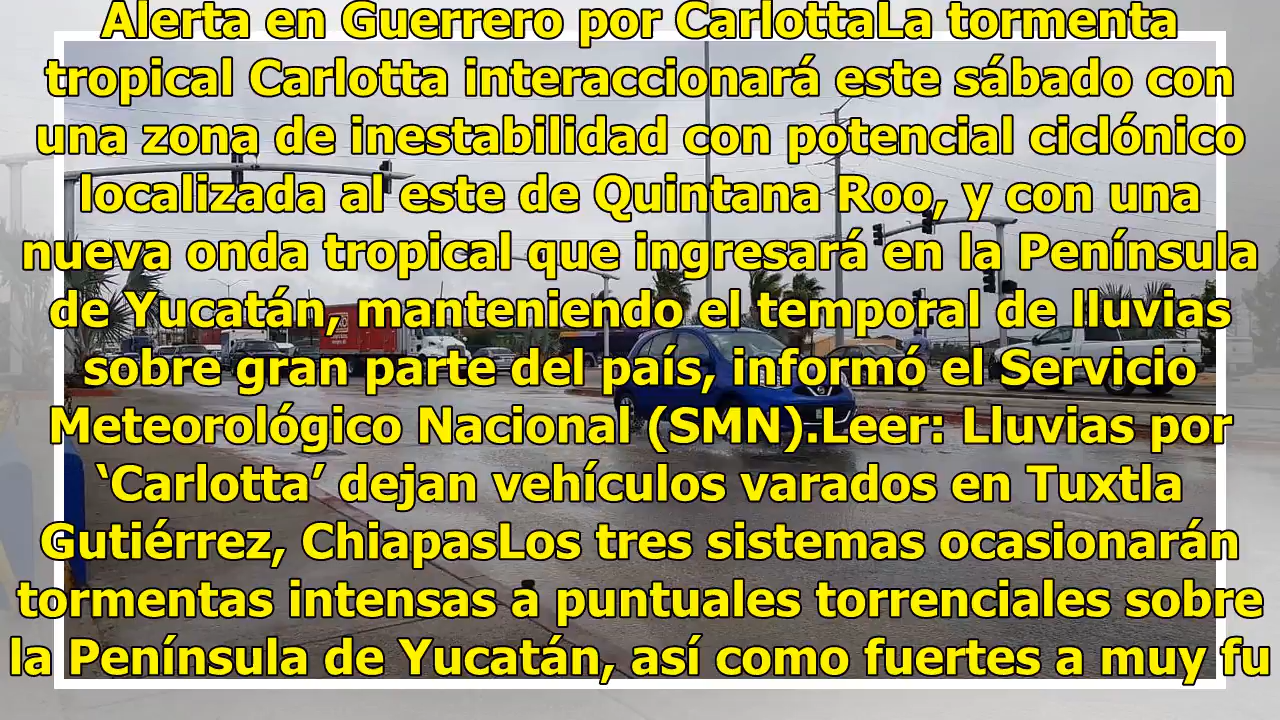 Alerta en Guerrero por CarlottaLa tormenta
tropical Carlotta interaccionará este sábado con
una zona de inestabilidad con potencial ciclónico
localizada al este de Quintana Roo, y con una
nueva onda tropical que ingresará en la Península
de Yucatán, manteniendo el temporal de lluvias
sobre gran parte del país, informó el Servicio
Meteorológico Nacional (SMN).Leer: Lluvias por
‘Carlotta’ dejan vehículos varados en Tuxtla
Gutiérrez, ChiapasLos tres sistemas ocasionarán
tormentas intensas a puntuales torrenciales sobre
la Península de Yucatán, así como fuertes a muy fu